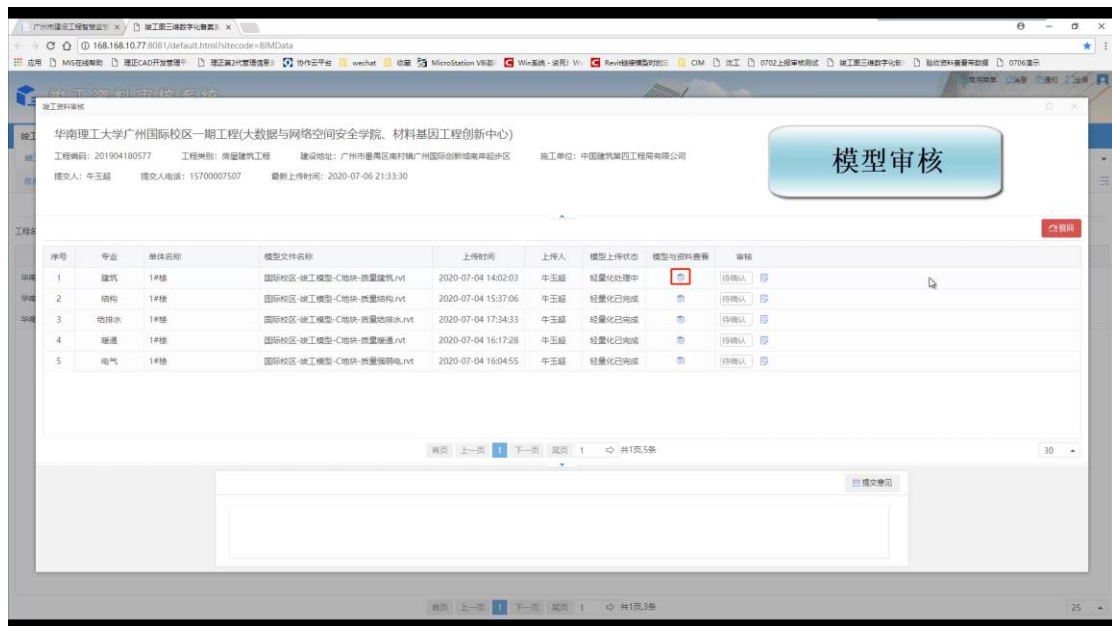 广州市建设工程智慧监管 × 竣工图三维数字化备案 ×
168.168.10.77:8081/default.html?sitecode=BIMData
应用 MIS在线帮助 理正CAD开发管理 理正第2代管理信息 协作云平台 wechat 收藏 MicroStation V8i Revit链接模型时的 CIM 沈工 0702上报审核测试 竣工图三维数字化 验收资料查看带数据 0706演示
竣工资料审核系统
竣工资料审核
华南理工大学广州国际校区一期工程(大数据与网络空间安全学院、材料基因工程创新中心)
工程编码：201904180577 工程类别：房屋建筑工程 建设地址：广州市番禺区南村镇广州国际创新城南岸起步区 施工单位：中国建筑第四工程局有限公司
提交人：牛玉超 提交人电话：15700007507 最新上传时间：2020-07-06 21:33:30
模型审核
驳回
序号 专业 单体名称 模型文件名称 上传时间 上传人 模型上传状态 模型与资料查看 审核
1 建筑 1#楼 国际校区-竣工模型-C地块-质量建筑.rvt 2020-07-04 14:02:03 牛玉超 轻量化处理中 待确认
2 结构 1#楼 国际校区-竣工模型-C地块-质量结构.rvt 2020-07-04 15:37:06 牛玉超 轻量化已完成 待确认
3 给排水 1#楼 国际校区-竣工模型-C地块-质量给排水.rvt 2020-07-04 17:34:33 牛玉超 轻量化已完成 待确认
4 暖通 1#楼 国际校区-竣工模型-C地块-质量暖通.rvt 2020-07-04 16:17:28 牛玉超 轻量化已完成 待确认
5 电气 1#楼 国际校区-竣工模型-C地块-质量强弱电.rvt 2020-07-04 16:04:55 牛玉超 轻量化已完成 待确认
首页 上一页 1 下一页 尾页 1 共1页,5条 30
提交意见
首页 上一页 1 下一页 尾页 1 共1页,3条 25